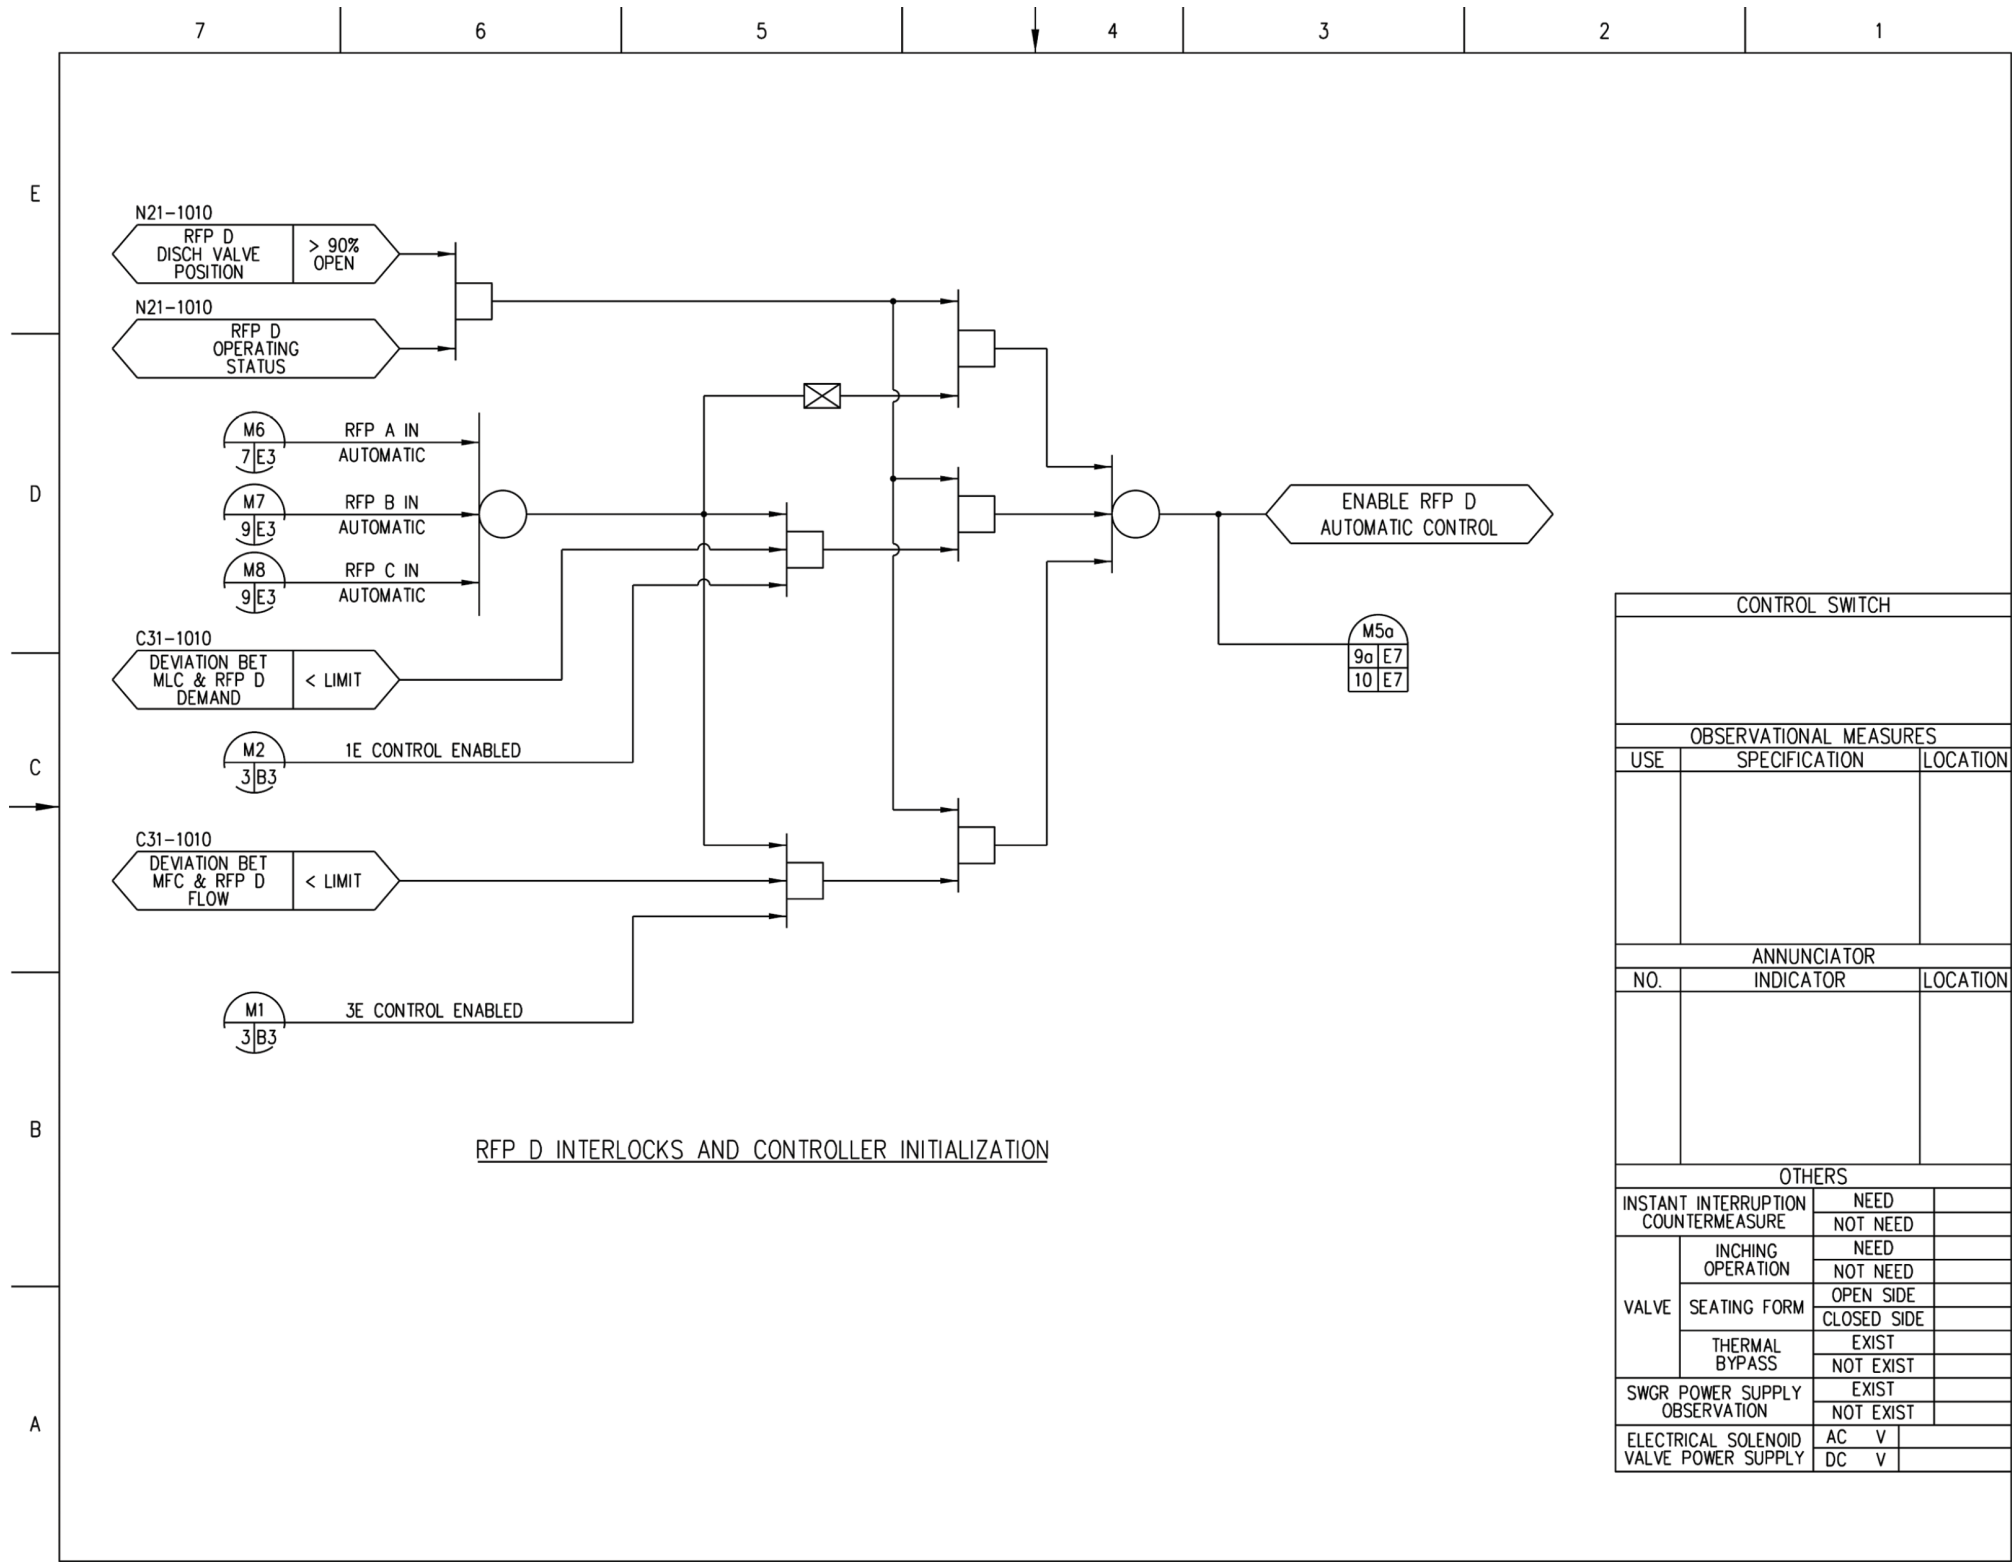 7 6 5 4 3 2 1
E
N21-1010
RFP D
DISCH VALVE
POSITION
> 90%
OPEN
N21-1010
RFP D
OPERATING
STATUS
D
M6
7 E3
RFP A IN
AUTOMATIC
M7
9 E3
RFP B IN
AUTOMATIC
M8
9 E3
RFP C IN
AUTOMATIC
ENABLE RFP D
AUTOMATIC CONTROL
M5a
9a E7
10 E7
C31-1010
DEVIATION BET
MLC & RFP D
DEMAND
< LIMIT
C
M2
3 B3
1E CONTROL ENABLED
C31-1010
DEVIATION BET
MFC & RFP D
FLOW
< LIMIT
M1
3 B3
3E CONTROL ENABLED
B
RFP D INTERLOCKS AND CONTROLLER INITIALIZATION
A
CONTROL SWITCH
OBSERVATIONAL MEASURES
USE SPECIFICATION LOCATION
ANNUNCIATOR
NO. INDICATOR LOCATION
OTHERS
INSTANT INTERRUPTION
COUNTERMEASURE
NEED
NOT NEED
VALVE
INCHING
OPERATION
NEED
NOT NEED
SEATING FORM
OPEN SIDE
CLOSED SIDE
THERMAL
BYPASS
EXIST
NOT EXIST
SWGR POWER SUPPLY
OBSERVATION
EXIST
NOT EXIST
ELECTRICAL SOLENOID
VALVE POWER SUPPLY
AC V
DC V